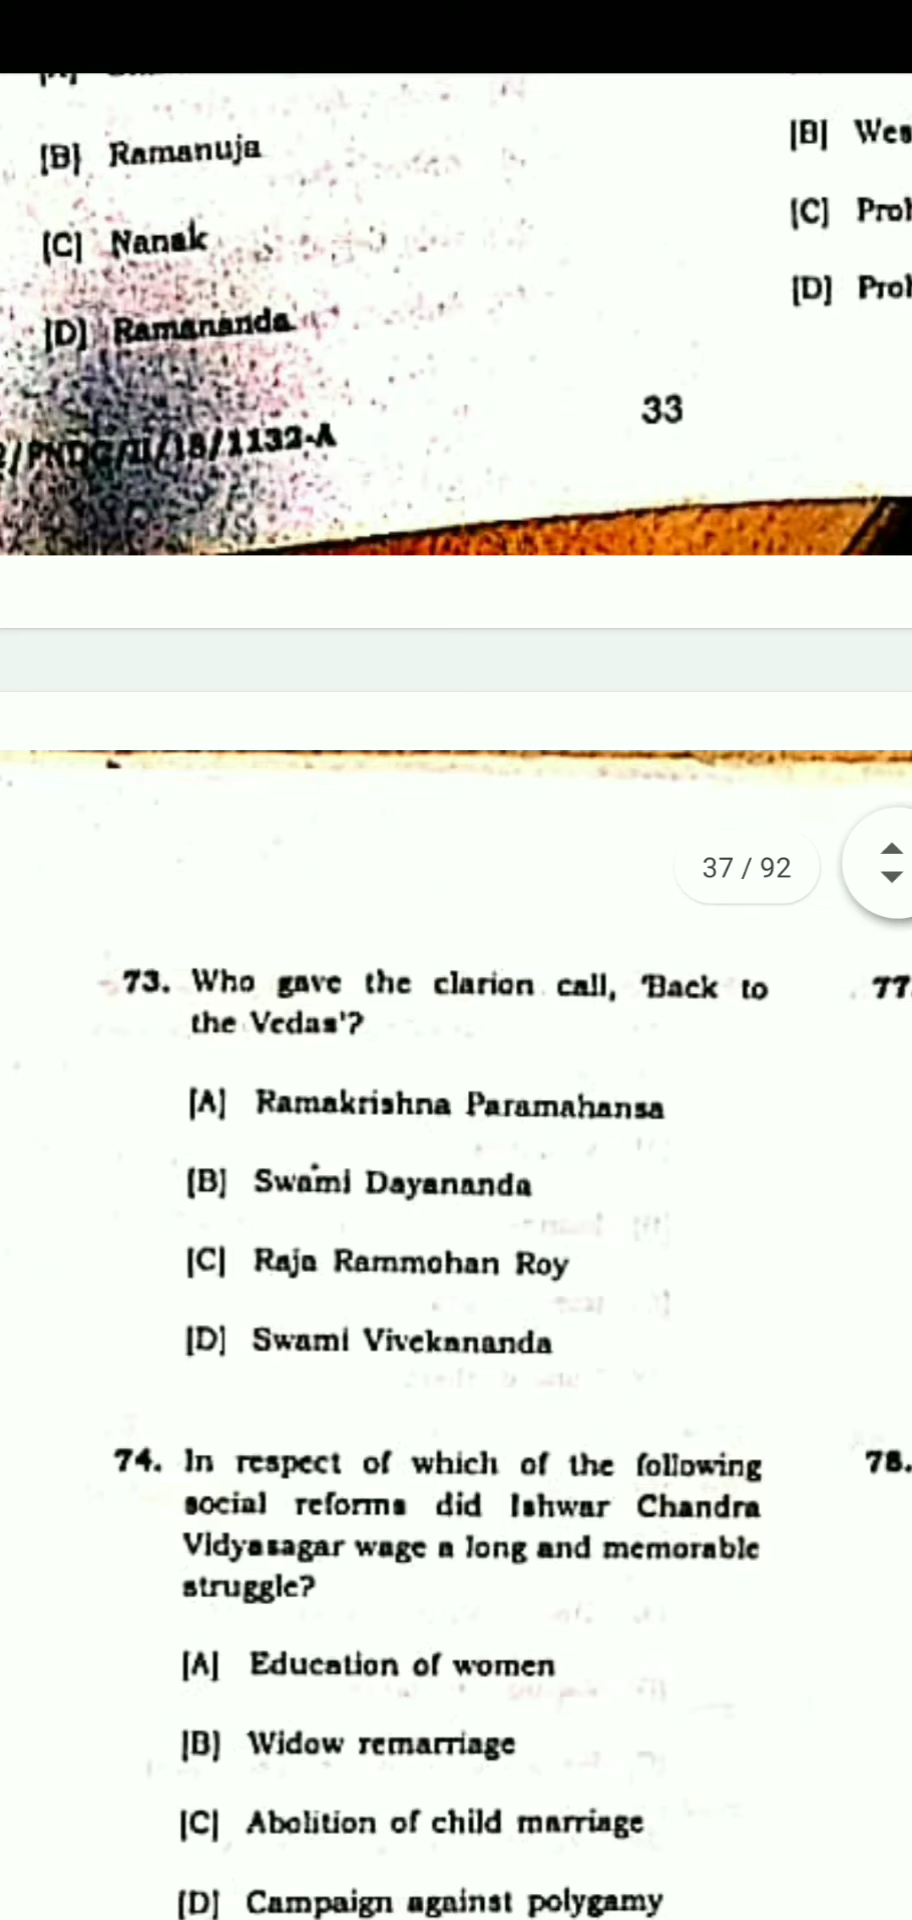 [B] Ramanuja
[C] Nanak
[D] Ramananda
/PNDG/II/18/1132-A
33
[B]
[C]
[D]
37 / 92
73. Who gave the clarion call, 'Back to
the Vedas'?
[A] Ramakrishna Paramahansa
[B] Swami Dayananda
[C] Raja Rammohan Roy
[D] Swami Vivekananda
74. In respect of which of the following
social reforms did Ishwar Chandra
Vidyasagar wage a long and memorable
struggle?
[A] Education of women
[B] Widow remarriage
[C] Abolition of child marriage
[D] Campaign against polygamy
77
78.